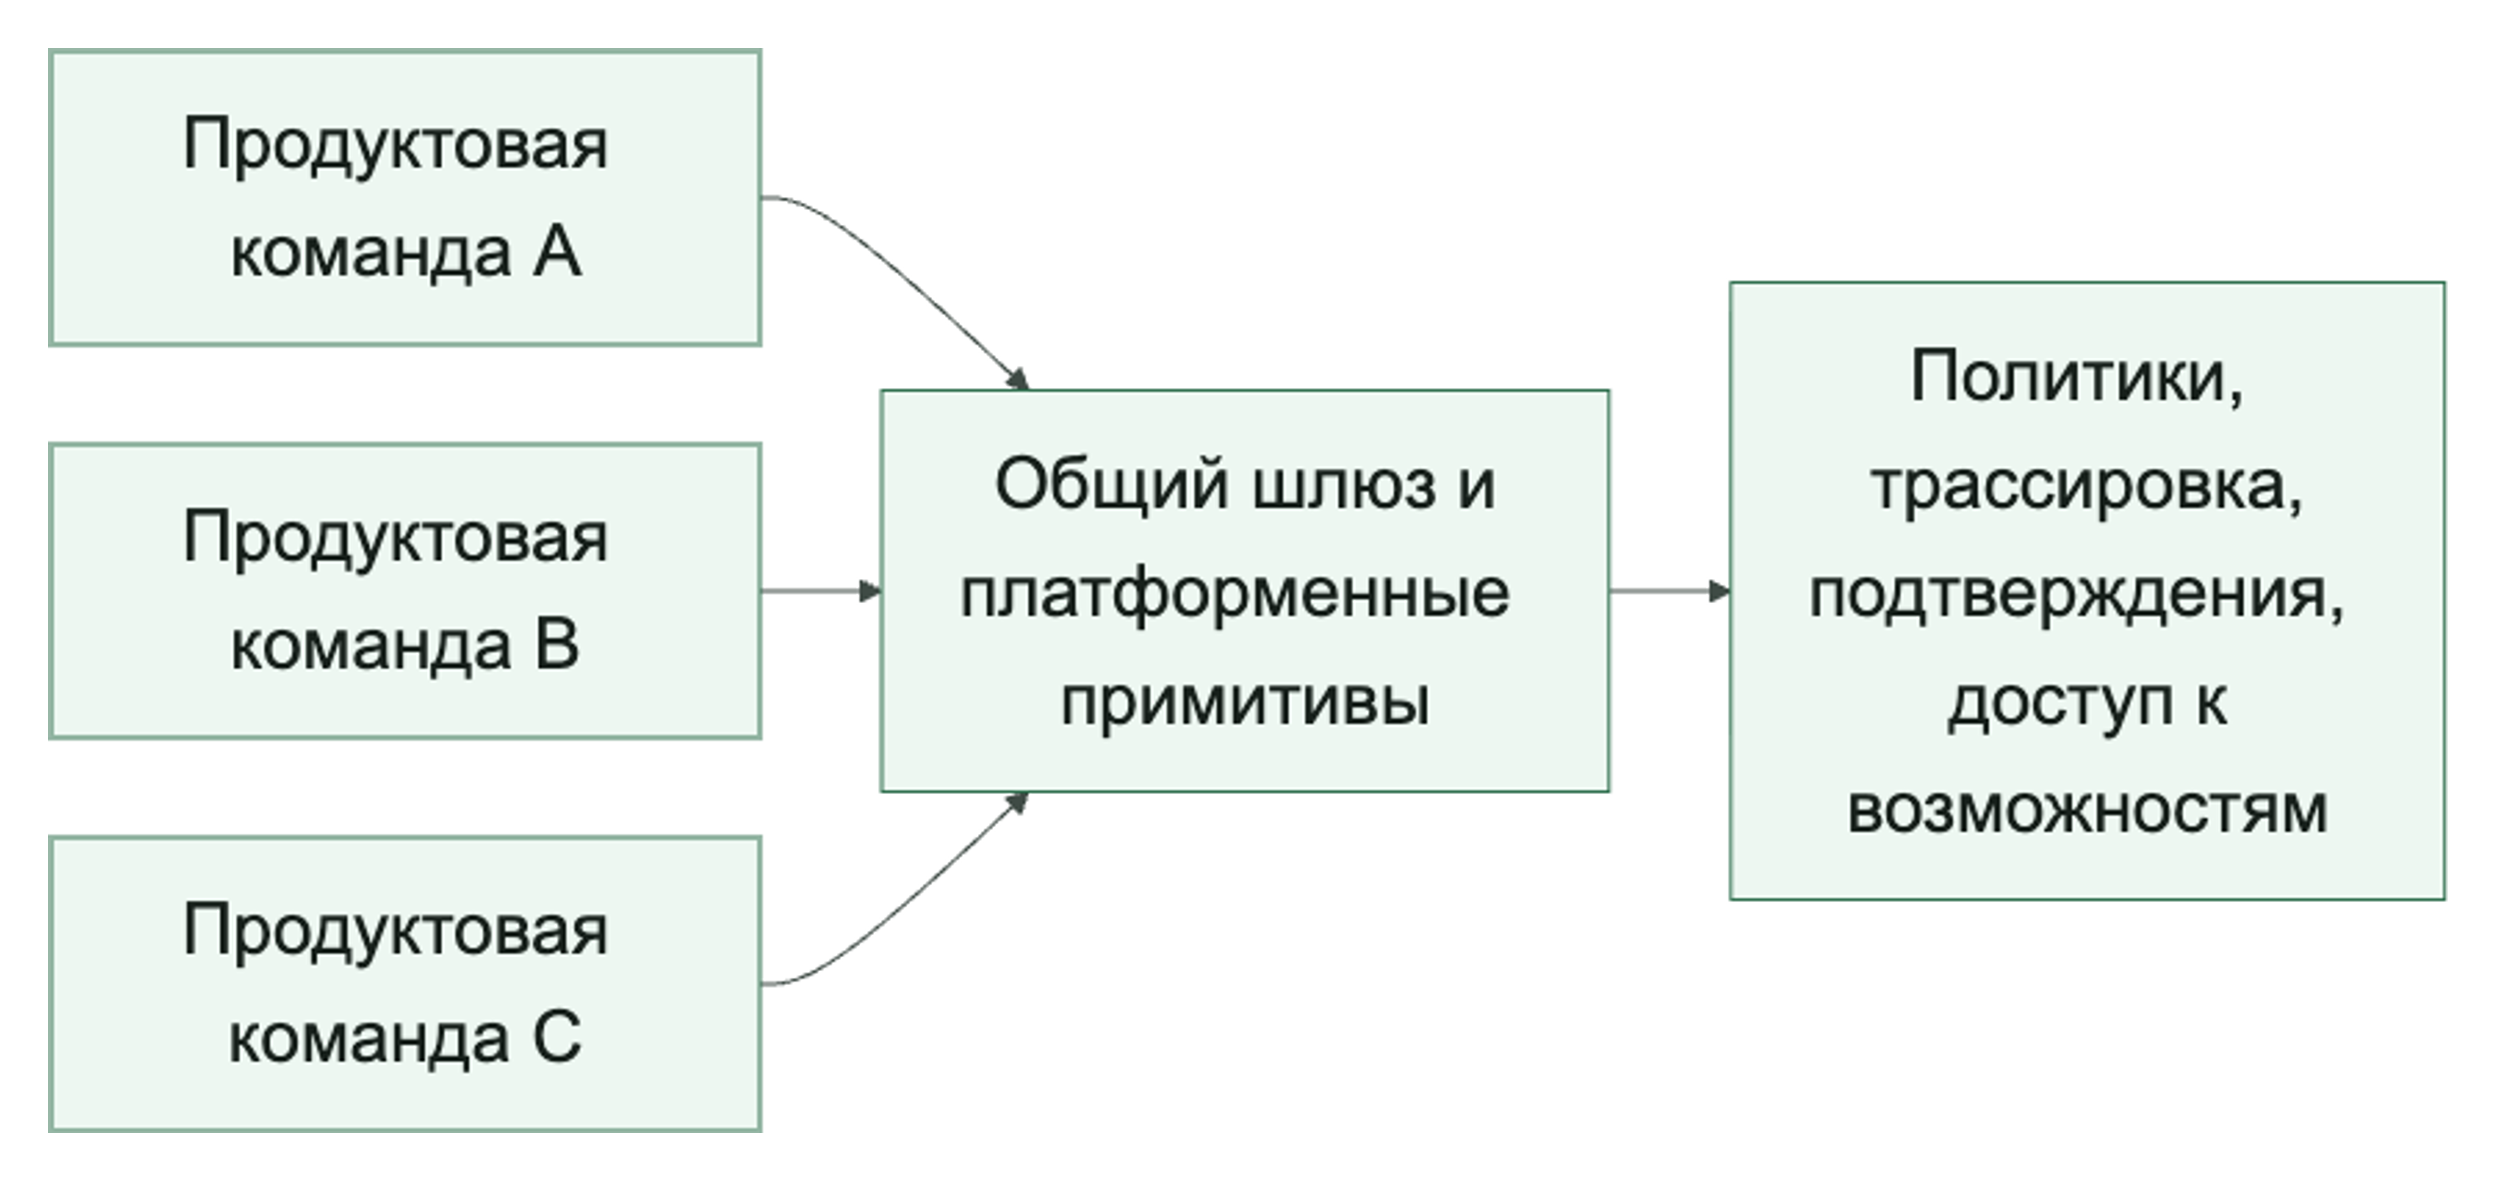 Продуктовая
команда A
Продуктовая
команда B
Продуктовая
команда C
Общий шлюз и
платформенные
примитивы
Политики,
трассировка,
подтверждения,
доступ к
возможностям